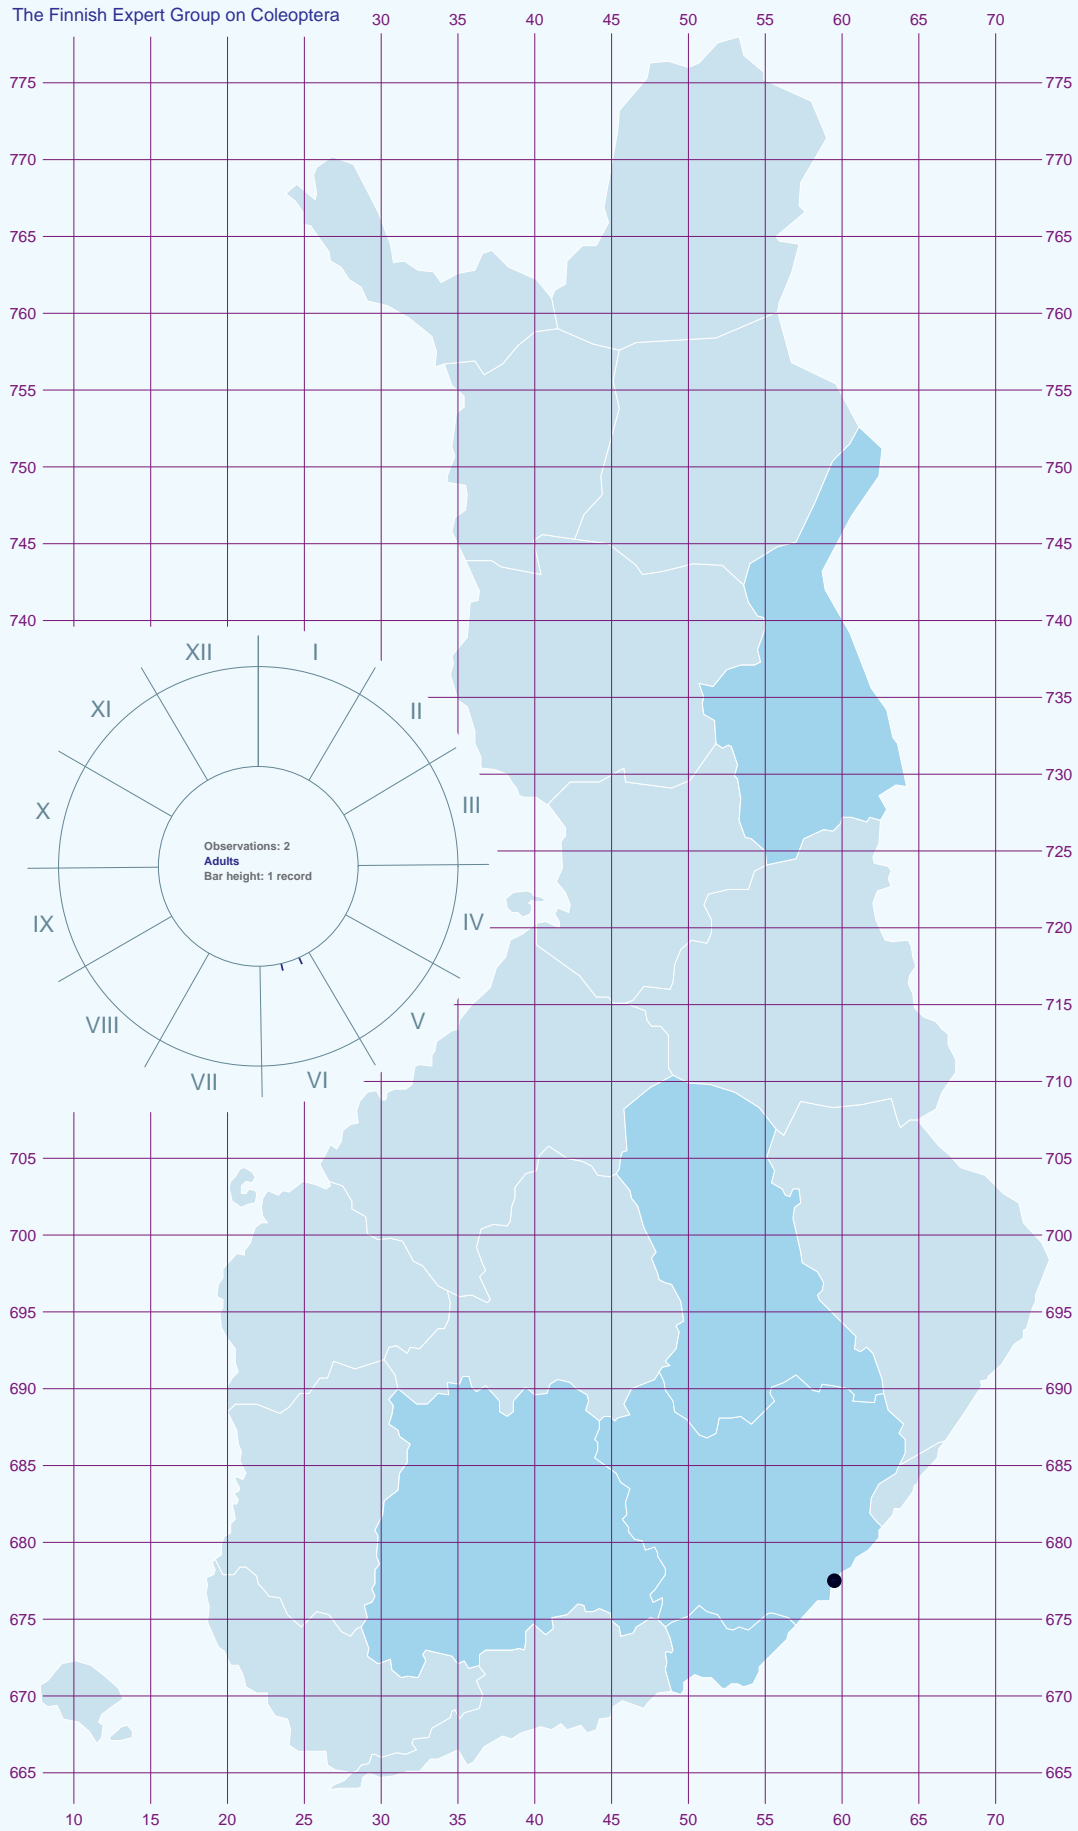 The Finnish Expert Group on Coleoptera
30 35 40 45 50 55 60 65 70
775 775
770 770
765 765
760 760
755 755
750 750
745 745
740 740
XII I
XI II
735
X III
730
Observations: 2
Adults
Bar height: 1 record
725
IX IV
720
715
VIII V
VII VI
710
705 705
700 700
695 695
690 690
685 685
680 680
675 675
670 670
665 665
10 15 20 25 30 35 40 45 50 55 60 65 70